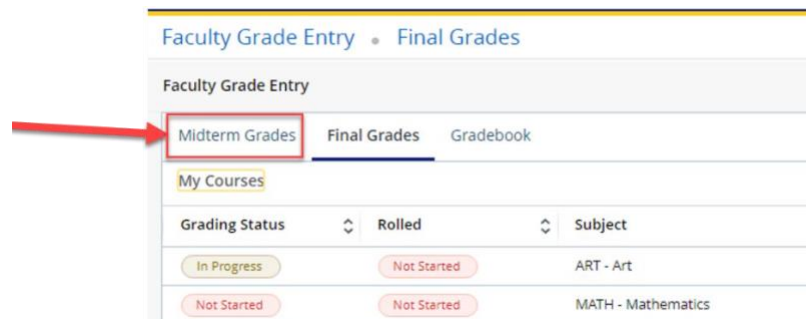 Faculty Grade Entry • Final Grades
Faculty Grade Entry
Midterm Grades Final Grades Gradebook
My Courses
Grading Status Rolled Subject
In Progress Not Started ART - Art
Not Started Not Started MATH - Mathematics